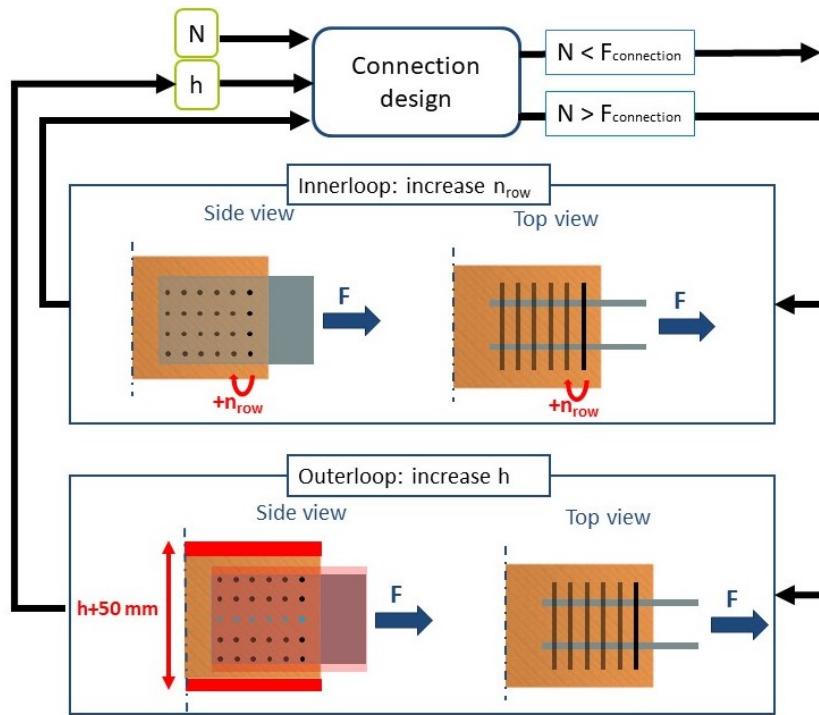 N
h
Connection
design
N < Fconnection
N > Fconnection
Innerloop: increase nrow
Side view
Top view
F
F
+nrow
+nrow
Outerloop: increase h
Side view
Top view
h+50 mm
F
F